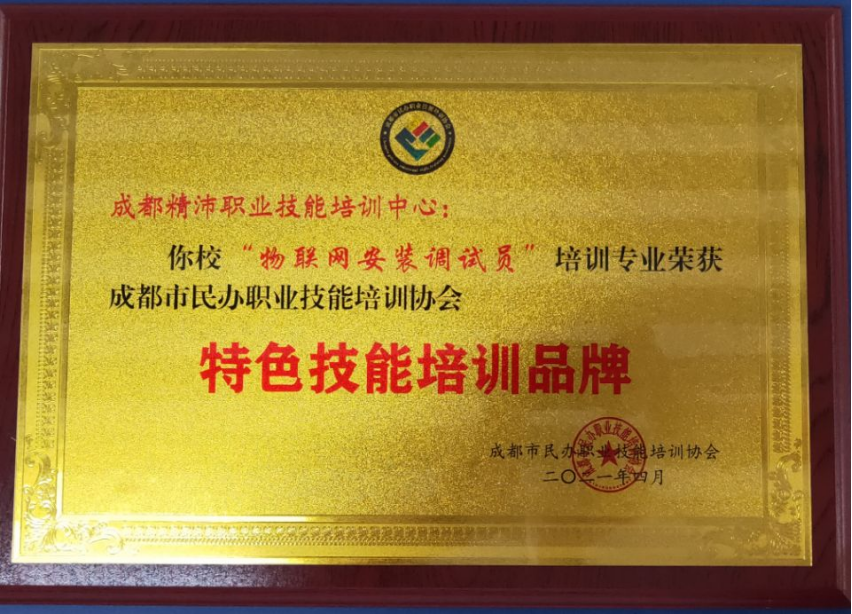 成都精沛职业技能培训中心：
你校“物联网安装调试员”培训专业荣获
成都市民办职业技能培训协会
特色技能培训品牌
成都市民办职业技能培训协会
二〇二一年四月